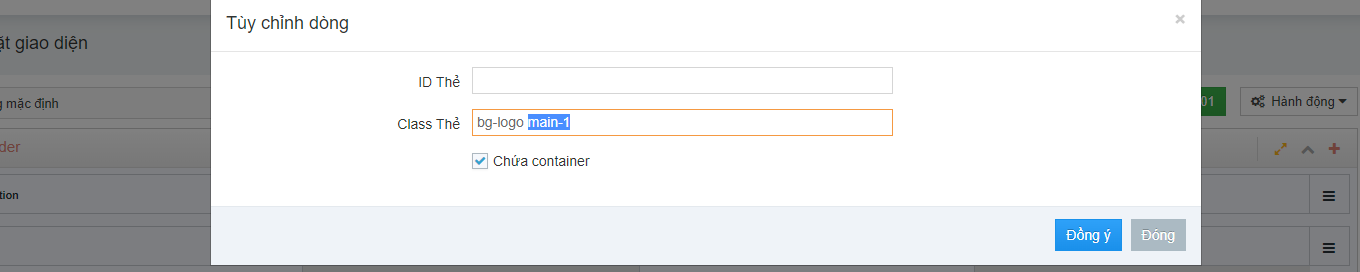 Tùy chỉnh dòng ×
ặt giao diện
ID Thẻ
g mặc định
01 Hành động
Class Thẻ bg-logo main-1
der
Chứa container
tion
Đồng ý Đóng